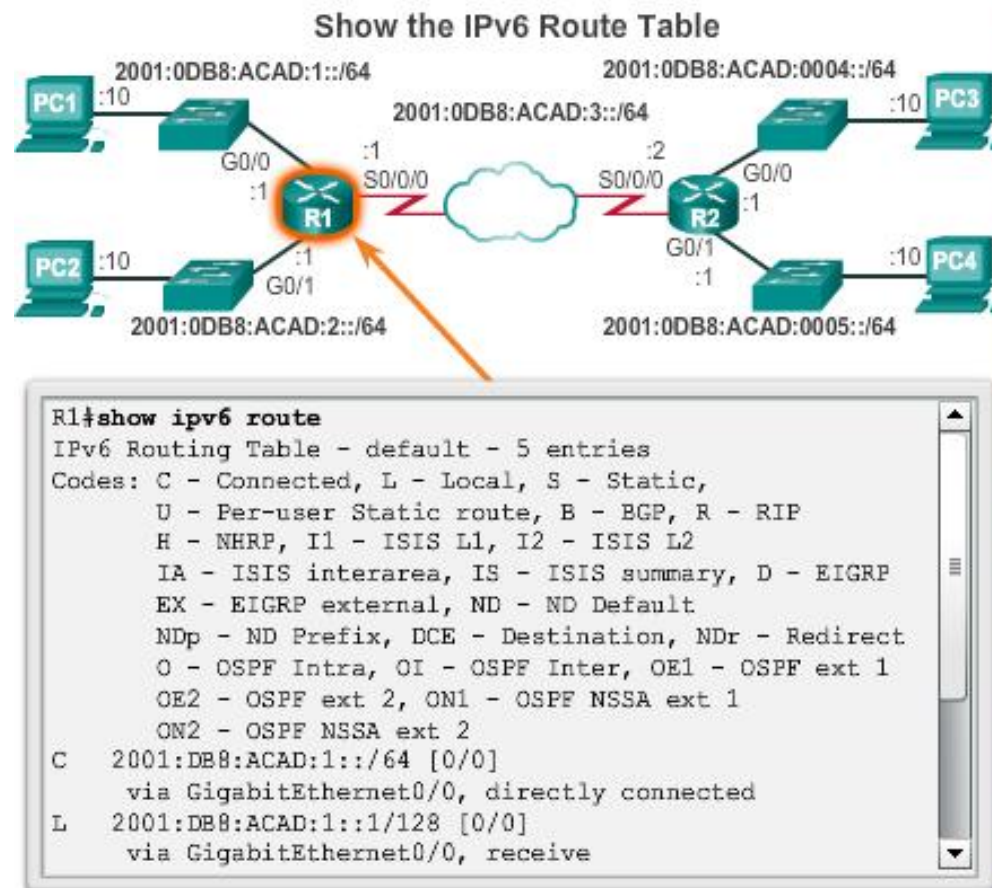 Show the IPv6 Route Table
2001:0DB8:ACAD:1::/64
2001:0DB8:ACAD:0004::/64
PC1
:10
2001:0DB8:ACAD:3::/64
:10
PC3
G0/0
:1
:2
G0/0
:1
S0/0/0
S0/0/0
:1
R1
R2
PC2
:10
:1
G0/1
G0/1
:1
:10
PC4
2001:0DB8:ACAD:2::/64
2001:0DB8:ACAD:0005::/64
R1#show ipv6 route
IPv6 Routing Table - default - 5 entries
Codes: C - Connected, L - Local, S - Static,
U - Per-user Static route, B - BGP, R - RIP
H - NHRP, I1 - ISIS L1, I2 - ISIS L2
IA - ISIS interarea, IS - ISIS summary, D - EIGRP
EX - EIGRP external, ND - ND Default
NDp - ND Prefix, DCE - Destination, NDr - Redirect
O - OSPF Intra, OI - OSPF Inter, OE1 - OSPF ext 1
OE2 - OSPF ext 2, ON1 - OSPF NSSA ext 1
ON2 - OSPF NSSA ext 2
C 2001:DB8:ACAD:1::/64 [0/0]
via GigabitEthernet0/0, directly connected
L 2001:DB8:ACAD:1::1/128 [0/0]
via GigabitEthernet0/0, receive